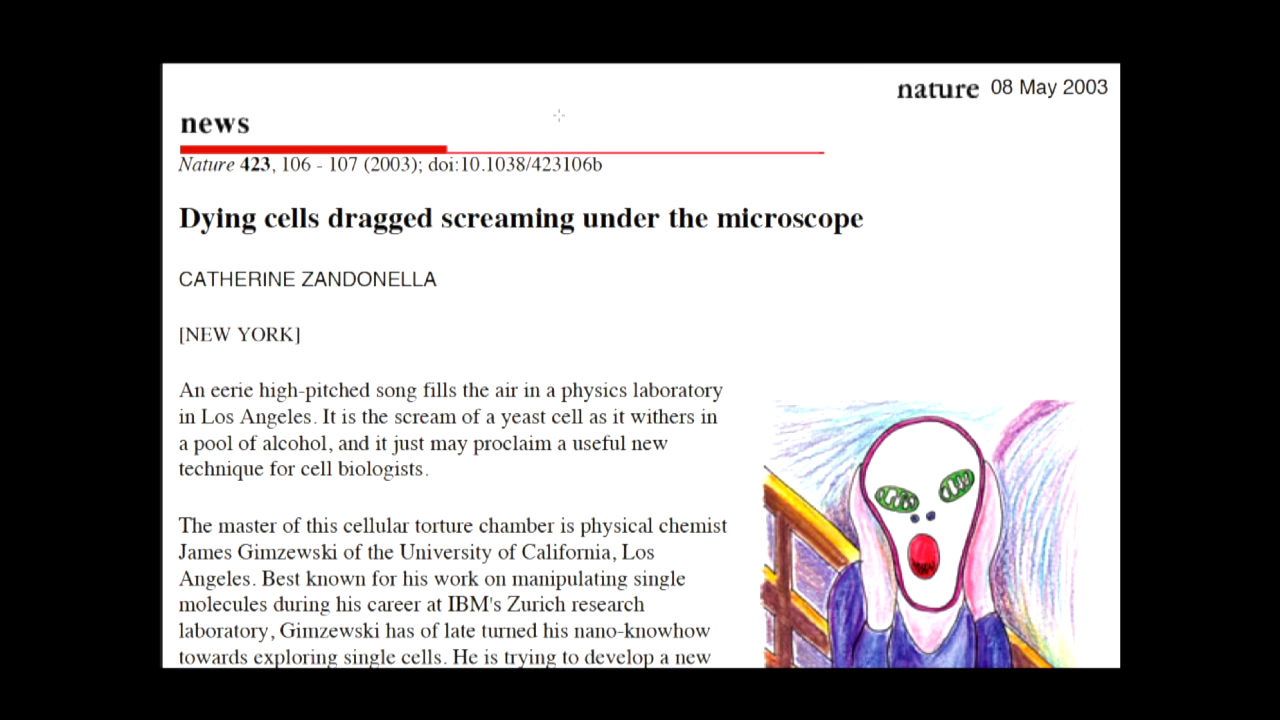 nature 08 May 2003
news
Nature 423, 106 - 107 (2003); doi:10.1038/423106b
Dying cells dragged screaming under the microscope
CATHERINE ZANDONELLA
[NEW YORK]
An eerie high-pitched song fills the air in a physics laboratory
in Los Angeles. It is the scream of a yeast cell as it withers in
a pool of alcohol, and it just may proclaim a useful new
technique for cell biologists.
The master of this cellular torture chamber is physical chemist
James Gimzewski of the University of California, Los
Angeles. Best known for his work on manipulating single
molecules during his career at IBM's Zurich research
laboratory, Gimzewski has of late turned his nano-knowhow
towards exploring single cells. He is trying to develop a new